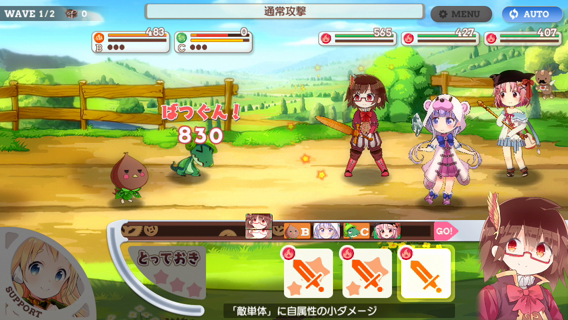 WAVE 1/2 0
通常攻撃
MENU
AUTO
483
B
0
C
565
427
407
ばつぐん!
830
B
C
GO!
とっておき
SUPPORT
「敵単体」に自属性の小ダメージ